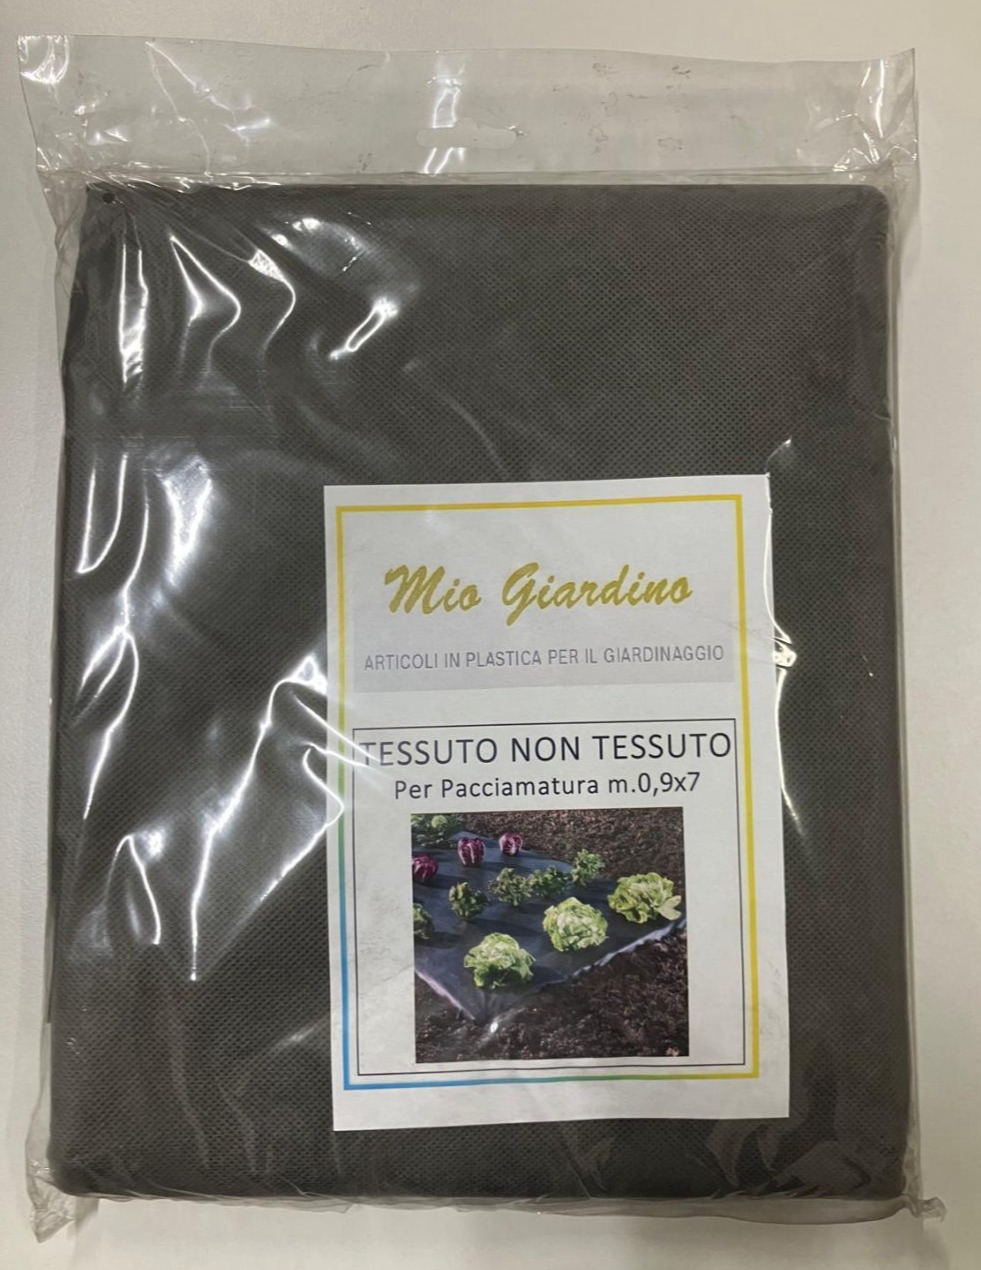 Mio Giardino
ARTICOLI IN PLASTICA PER IL GIARDINAGGIO
TESSUTO NON TESSUTO
Per Pacciamatura m.0,9x7